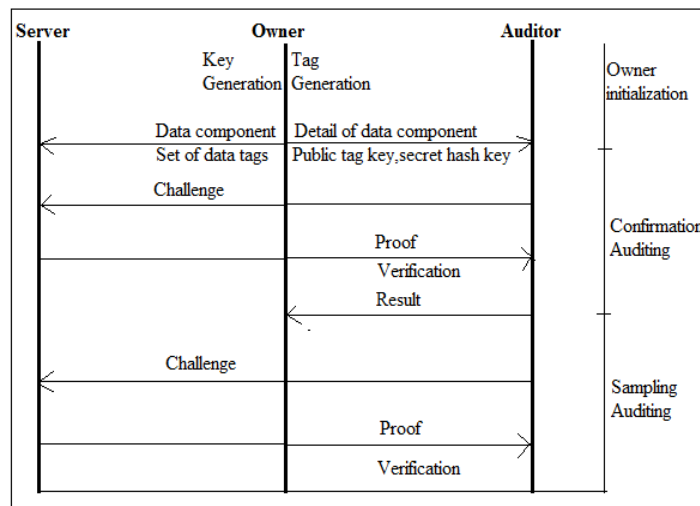 Server Owner Auditor
Key Tag
Generation Generation
Owner
initialization
Data component Detail of data component
Set of data tags Public tag key,secret hash key
Challenge
Confirmation
Auditing
Proof
Verification
Result
Challenge
Sampling
Auditing
Proof
Verification